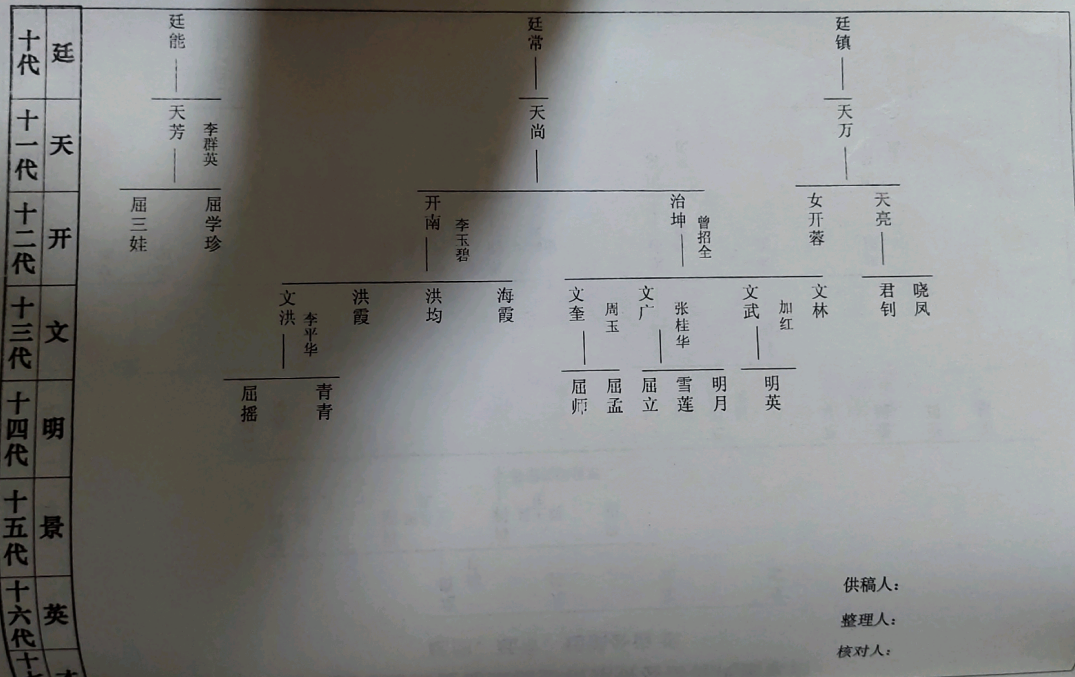 十代 廷
十一代 天
十二代 开
十三代 文
十四代 明
十五代 景
十六代 英
廷能
廷常
廷镇
天芳
李群英
天尚
天万
屈三娃
屈学珍
开南
李玉碧
治坤
曾招全
女开蓉
天亮
文洪
李平华
洪霞
洪均
海霞
文奎
周玉
文广
张桂华
文武
加红
文林
君钊
晓凤
屈摇
青青
屈师
屈孟
屈立
雪莲
明月
明英
供稿人：
整理人：
核对人：